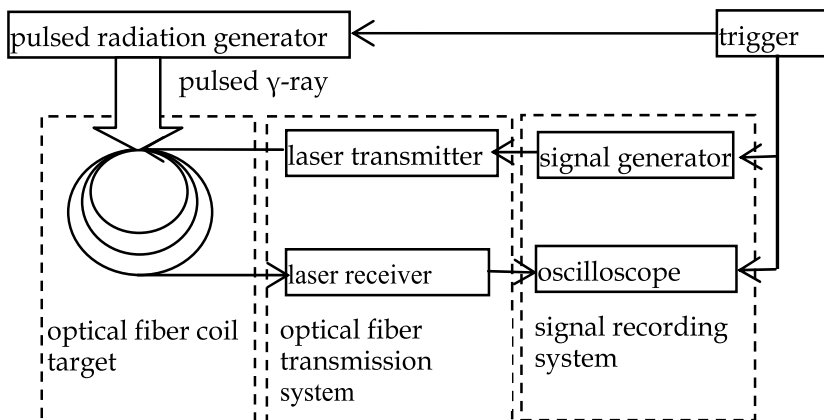 pulsed radiation generator
trigger
pulsed γ-ray
laser transmitter
signal generator
laser receiver
oscilloscope
optical fiber coil
target
optical fiber
transmission
system
signal recording
system